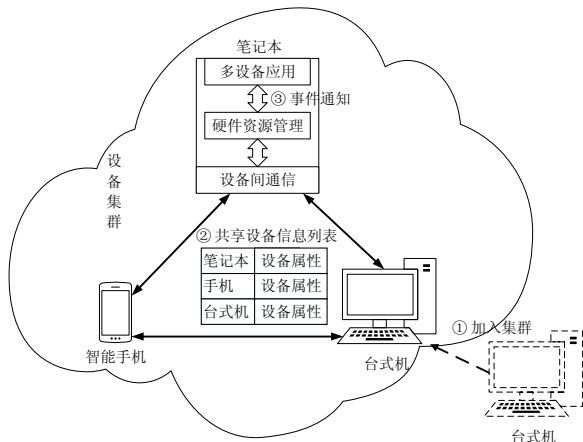 笔记本
多设备应用
③ 事件通知
硬件资源管理
设备间通信
设备集群
② 共享设备信息列表
笔记本 设备属性
手机 设备属性
台式机 设备属性
智能手机
台式机
① 加入集群
台式机